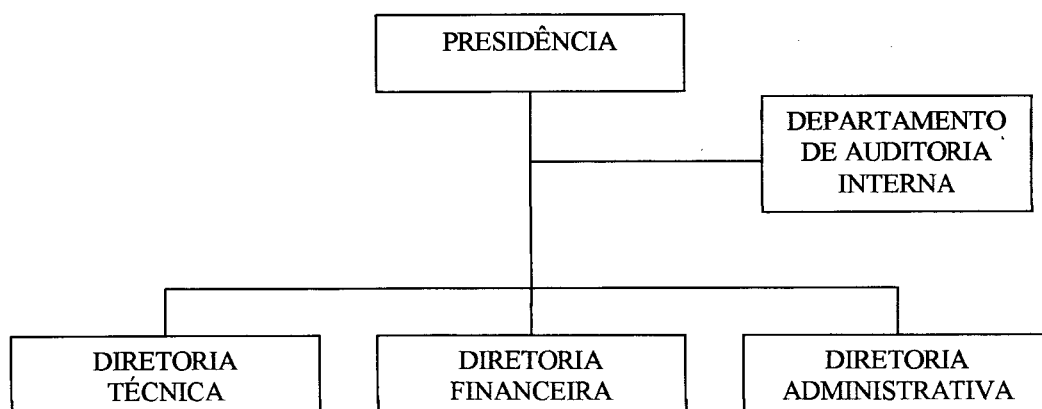 PRESIDÊNCIA
DEPARTAMENTO
DE AUDITORIA
INTERNA
DIRETORIA
TÉCNICA
DIRETORIA
FINANCEIRA
DIRETORIA
ADMINISTRATIVA